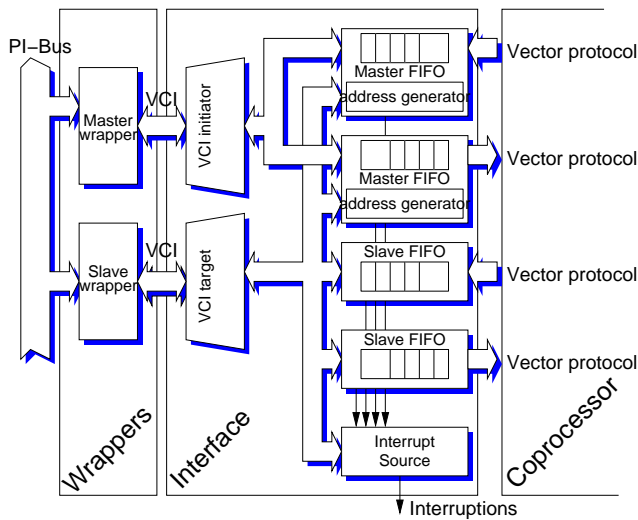 PI-Bus
VCI
Master
wrapper
VCI initiator
Master FIFO
address generator
Vector protocol
Master FIFO
address generator
Vector protocol
VCI
Slave
wrapper
VCI target
Slave FIFO
Vector protocol
Slave FIFO
Vector protocol
Interrupt
Source
Interruptions
Wrappers
Interface
Coprocessor